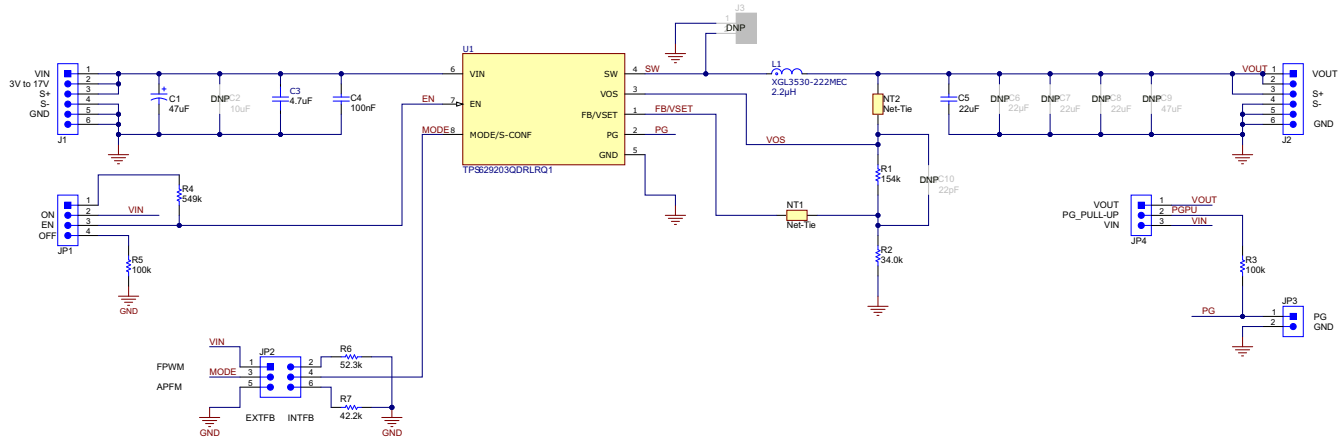 J3
1
2
DNP
U1
VIN
3V to 17V
S+
S-
GND
1
2
3
4
5
6
J1
C1
47uF
DNP
C2
10uF
C3
4.7uF
C4
100nF
6
VIN
EN
7
EN
MODE
8
MODE/S-CONF
SW
4
SW
VOS
3
FB/VSET
1
FB/VSET
PG
2
PG
GND
5
TPS629203QDRLRQ1
L1
XGL3530-222MEC
2.2µH
NT2
Net-Tie
C5
22uF
DNP
C6
22µF
DNP
C7
22uF
DNP
C8
22uF
DNP
C9
47uF
VOUT
1
2
3
4
5
6
VOUT
S+
S-
GND
J2
VOS
R1
154k
DNP
C10
22pF
NT1
Net-Tie
R2
34.0k
R4
549k
ON
EN
OFF
1
2
3
4
VIN
JP1
R5
100k
GND
VOUT
PG_PULL-UP
VIN
1
2
3
VOUT
PGPU
VIN
JP4
R3
100k
PG
1
2
PG
GND
JP3
VIN
MODE
FPWM
APFM
JP2
1
3
5
2
4
6
R6
52.3k
R7
42.2k
GND
EXTFB
INTFB
GND